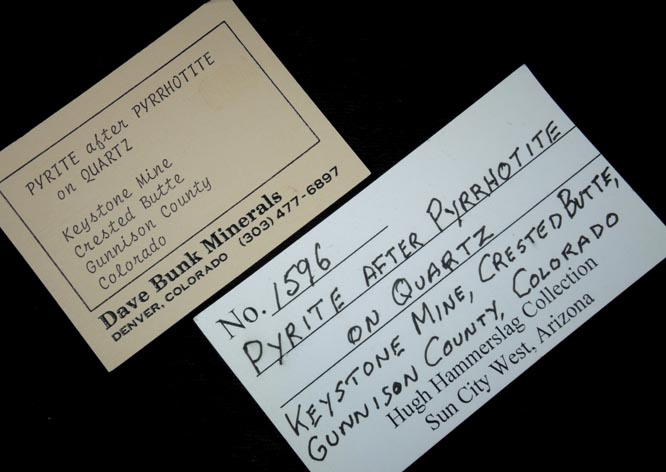 PYRITE after PYRRHOTITE
on QUARTZ
Keystone Mine
Crested Butte
Gunnison County
Colorado
Dave Bunk Minerals
DENVER, COLORADO (303) 477-6897
No. 1596
PYRITE AFTER PYRRHOTITE
ON QUARTZ
KEYSTONE MINE, CRESTED BUTTE,
GUNNISON COUNTY, COLORADO
Hugh Hammerslag Collection
Sun City West, Arizona